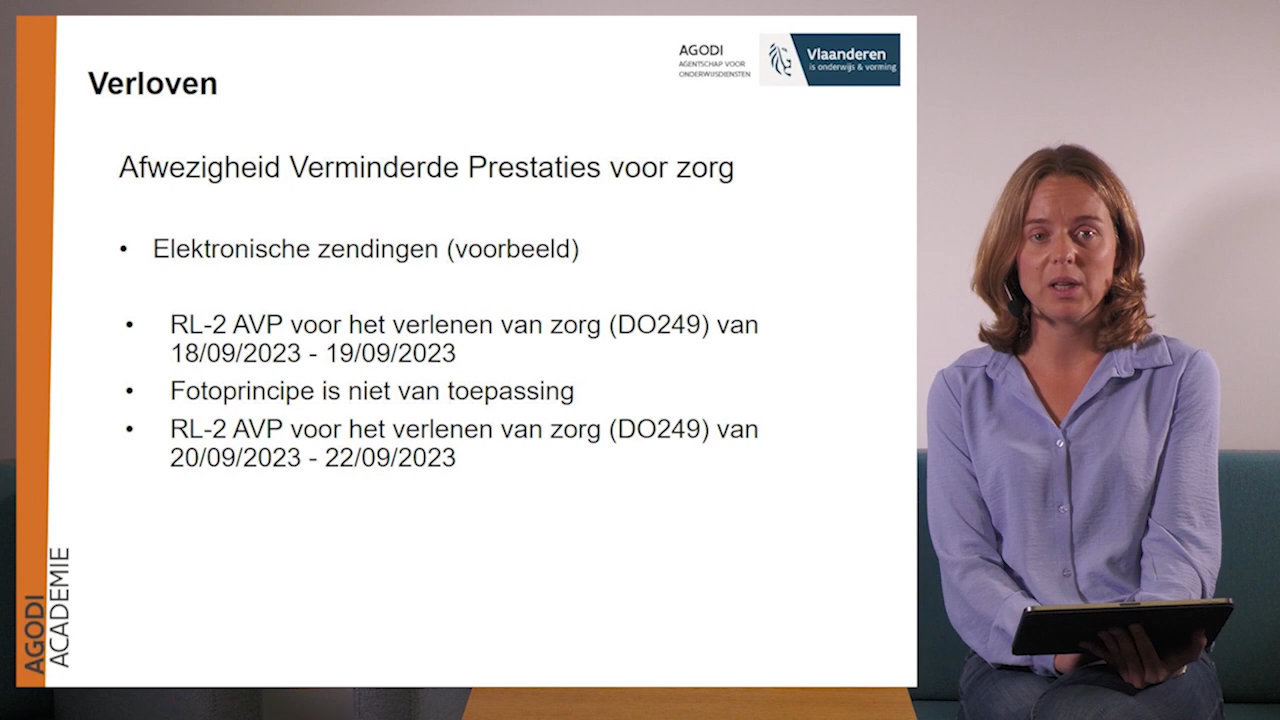 Verloven
AGODI
AGENTSCHAP VOOR
ONDERWIJSDIENSTEN
Vlaanderen
is onderwijs & vorming
Afwezigheid Verminderde Prestaties voor zorg
• Elektronische zendingen (voorbeeld)
• RL-2 AVP voor het verlenen van zorg (DO249) van
18/09/2023 - 19/09/2023
• Fotoprincipe is niet van toepassing
• RL-2 AVP voor het verlenen van zorg (DO249) van
20/09/2023 - 22/09/2023
AGODI
ACADEMIE